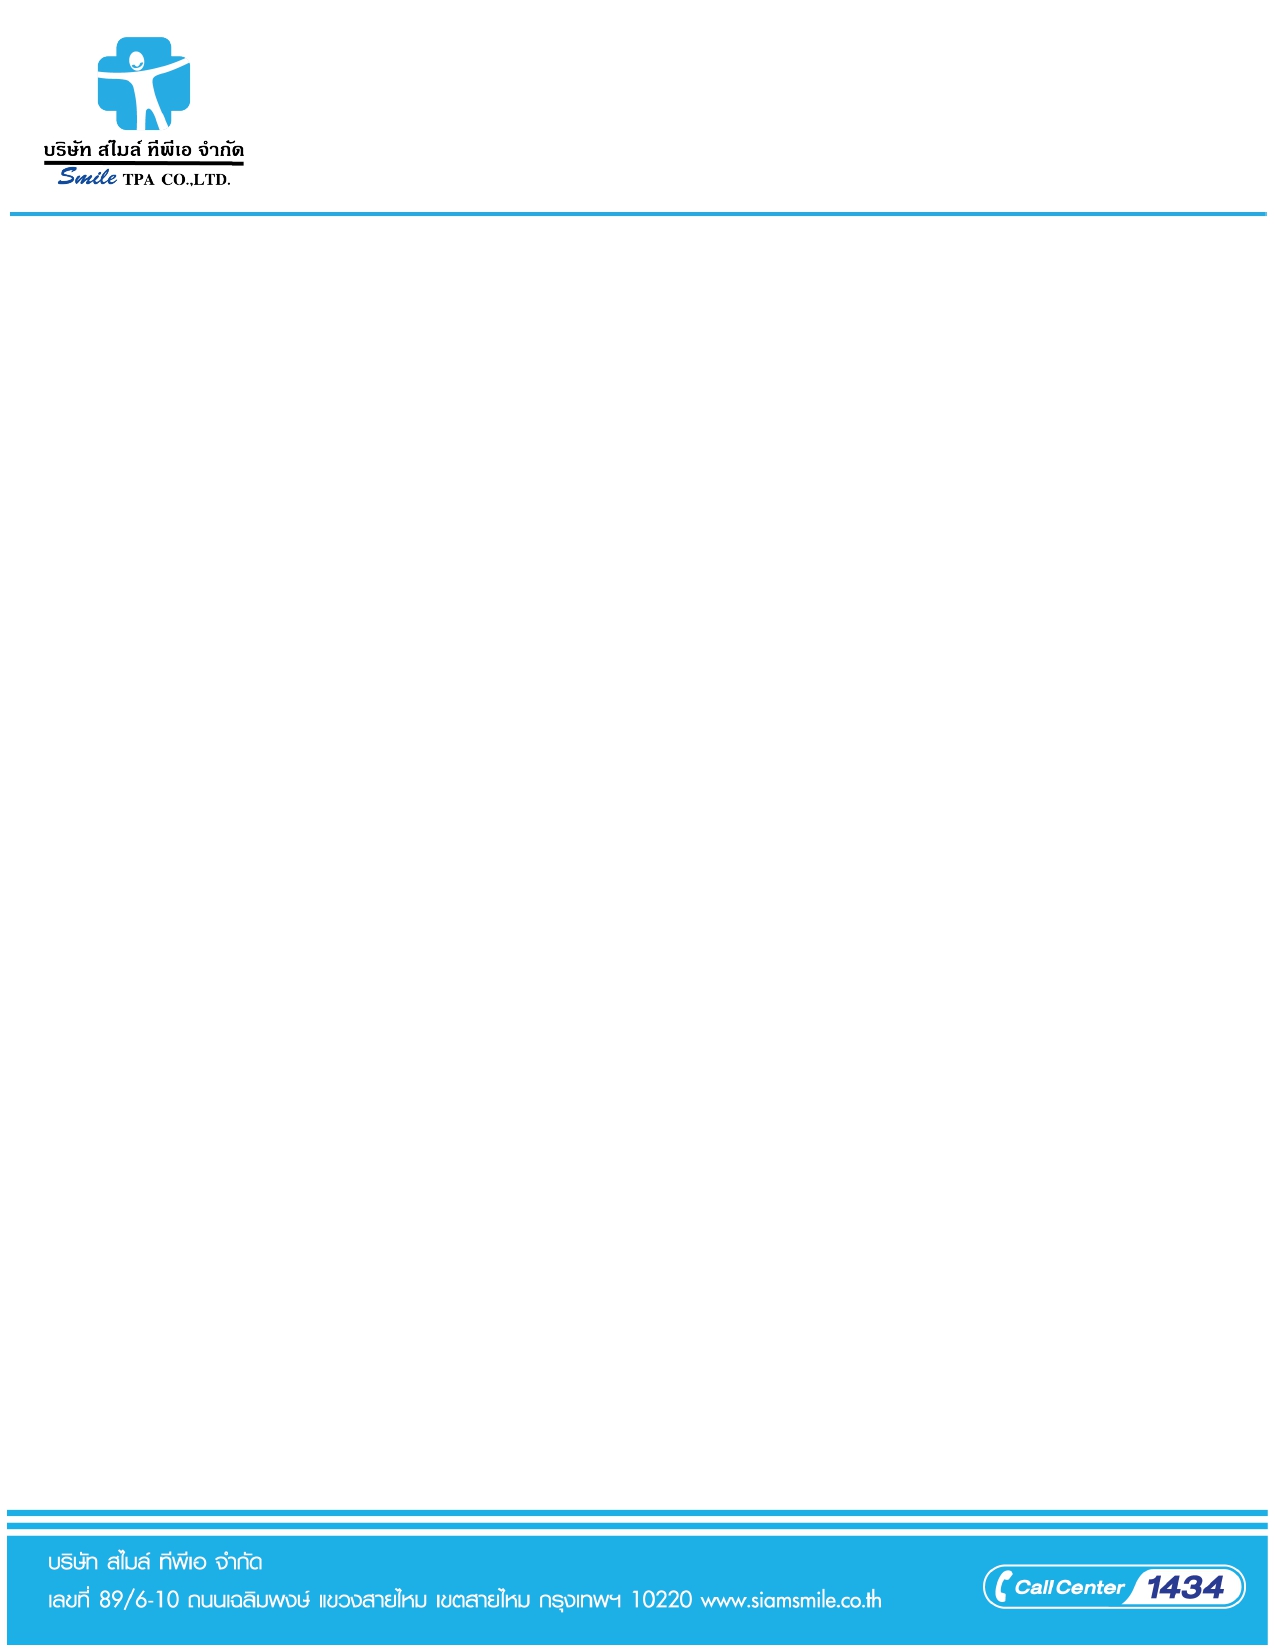 บริษัท สไมล์ ทีพีเอ จำกัด
Smile TPA CO.,LTD.
บริษัท สไมล์ ทีพีเอ จำกัด
เลขที่ 89/6-10 ถนนเฉลิมพงษ์ แขวงสายไหม เขตสายไหม กรุงเทพฯ 10220 www.siamsmile.co.th
Call Center 1434